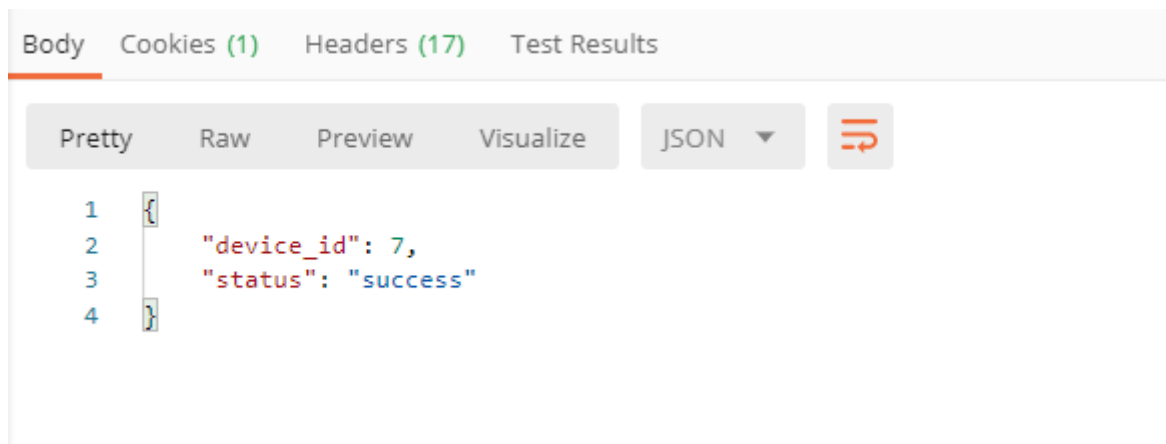 Body Cookies (1) Headers (17) Test Results
Pretty Raw Preview Visualize JSON
1 {
2 "device_id": 7,
3 "status": "success"
4 }